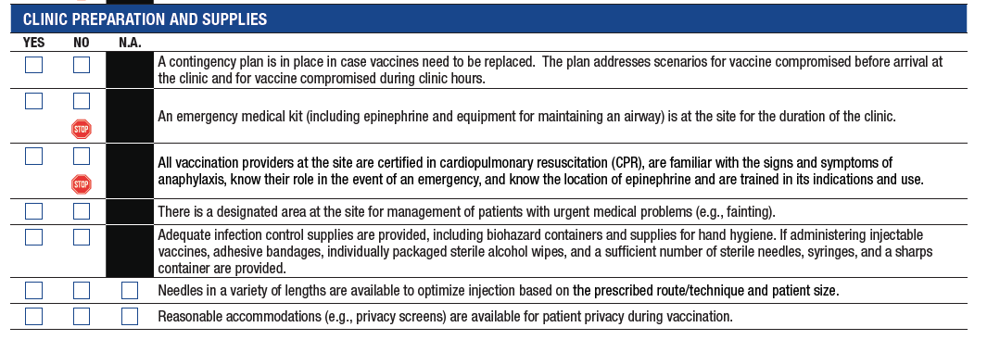 CLINIC PREPARATION AND SUPPLIES
YES NO N.A.
A contingency plan is in place in case vaccines need to be replaced. The plan addresses scenarios for vaccine compromised before arrival at
the clinic and for vaccine compromised during clinic hours.
STOP
An emergency medical kit (including epinephrine and equipment for maintaining an airway) is at the site for the duration of the clinic.
STOP
All vaccination providers at the site are certified in cardiopulmonary resuscitation (CPR), are familiar with the signs and symptoms of
anaphylaxis, know their role in the event of an emergency, and know the location of epinephrine and are trained in its indications and use.
There is a designated area at the site for management of patients with urgent medical problems (e.g., fainting).
Adequate infection control supplies are provided, including biohazard containers and supplies for hand hygiene. If administering injectable
vaccines, adhesive bandages, individually packaged sterile alcohol wipes, and a sufficient number of sterile needles, syringes, and a sharps
container are provided.
Needles in a variety of lengths are available to optimize injection based on the prescribed route/technique and patient size.
Reasonable accommodations (e.g., privacy screens) are available for patient privacy during vaccination.